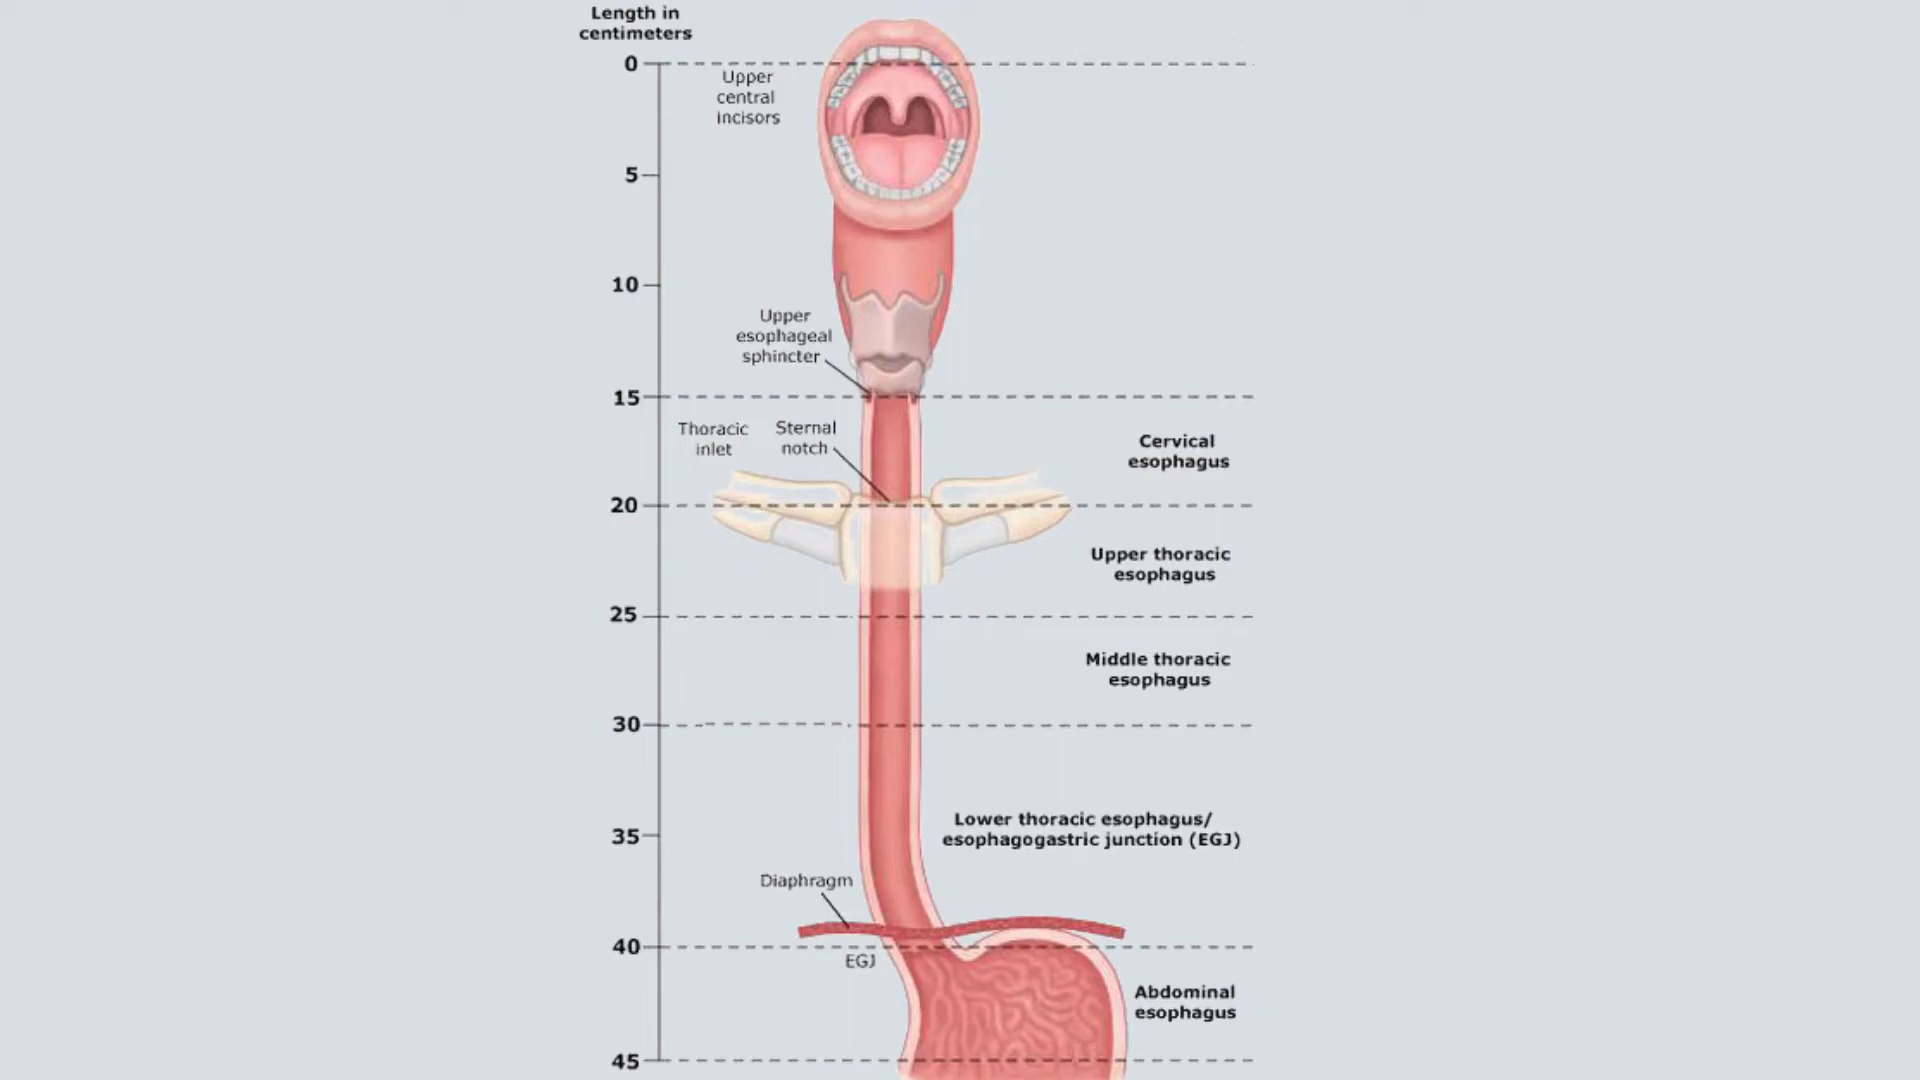 Length in
centimeters
0
Upper
central
incisors
5
10
Upper
esophageal
sphincter
15
Thoracic
inlet
Sternal
notch
Cervical
esophagus
20
Upper thoracic
esophagus
25
Middle thoracic
esophagus
30
Lower thoracic esophagus/
esophagogastric junction (EGJ)
35
Diaphragm
40
EGJ
Abdominal
esophagus
45